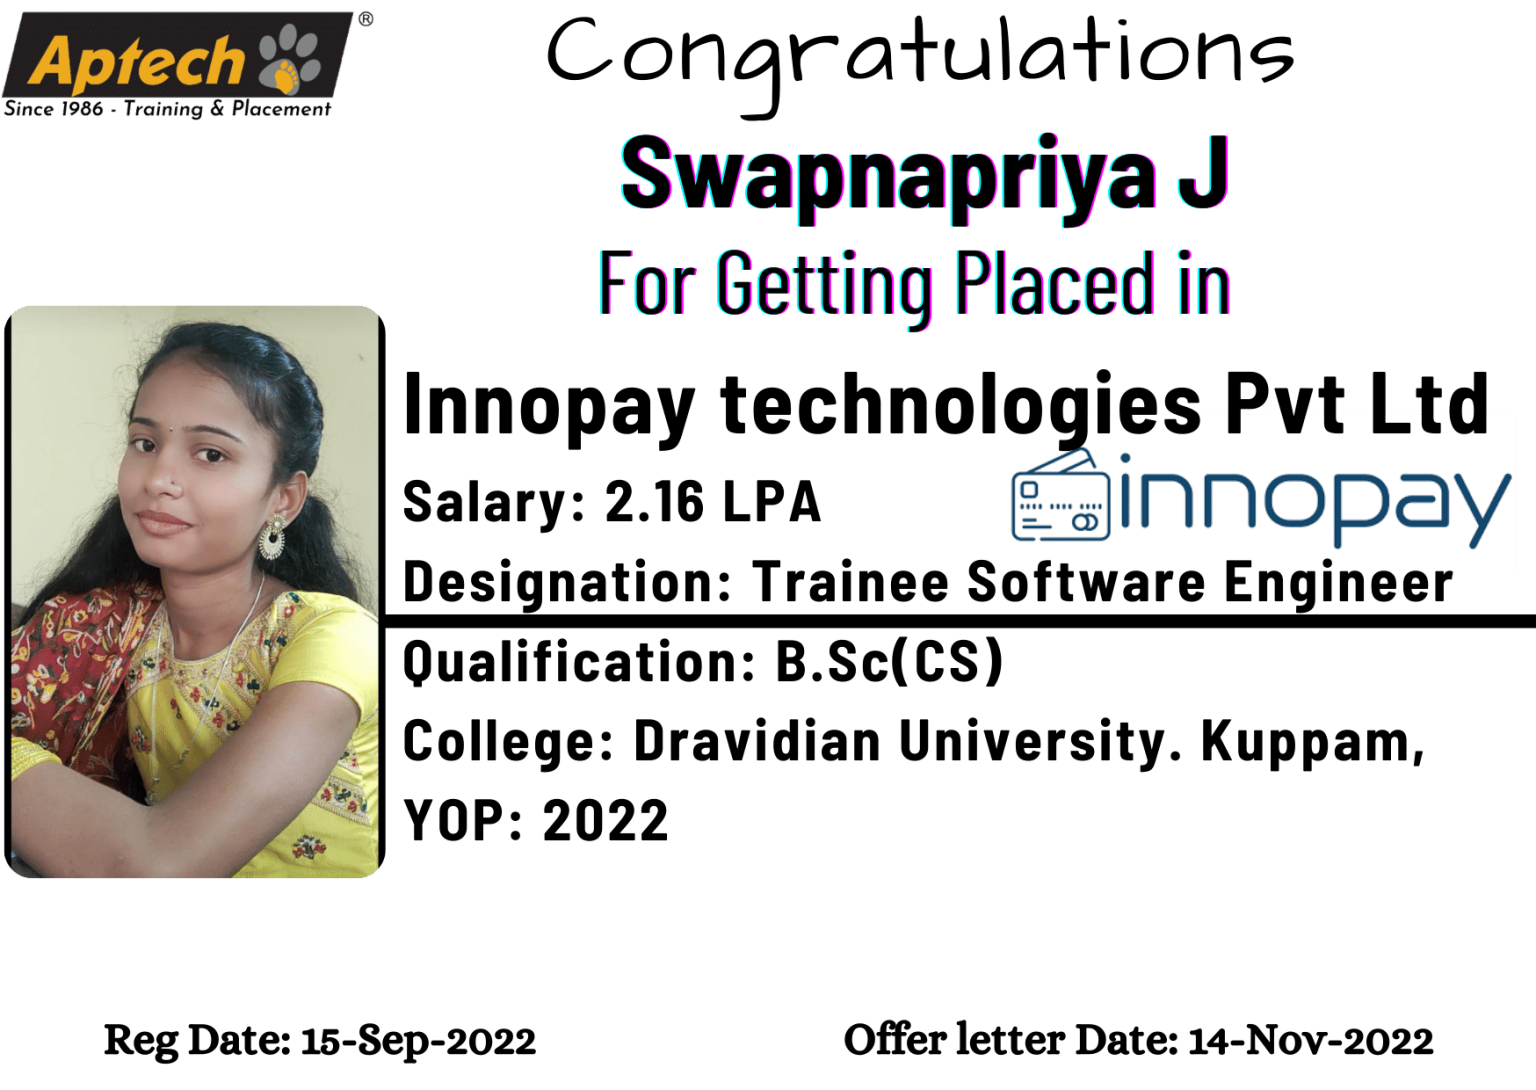 Aptech ®
Since 1986 - Training & Placement
Congratulations
Swapnapriya J
For Getting Placed in
Innopay technologies Pvt Ltd
innopay
Salary: 2.16 LPA
Designation: Trainee Software Engineer
Qualification: B.Sc(CS)
College: Dravidian University. Kuppam,
YOP: 2022
Reg Date: 15-Sep-2022
Offer letter Date: 14-Nov-2022